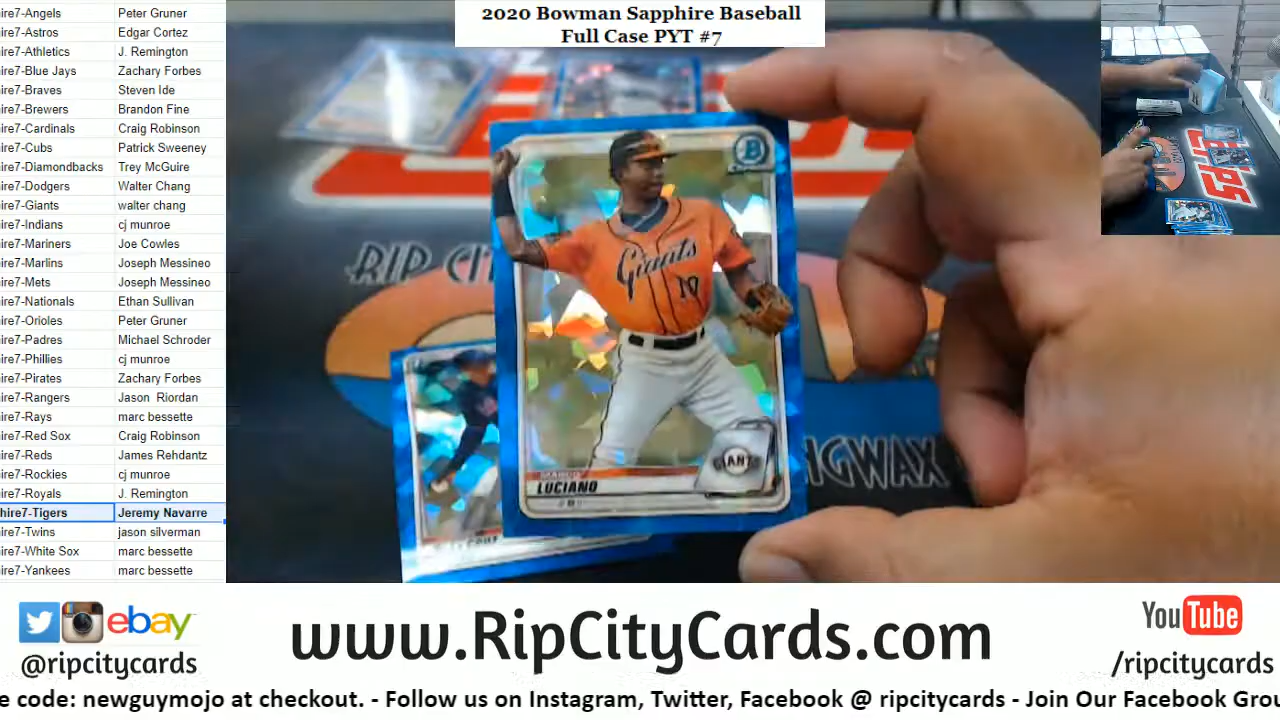 2020 Bowman Sapphire Baseball
Full Case PYT #7
ire7-Angels Peter Gruner
ire7-Astros Edgar Cortez
ire7-Athletics J. Remington
ire7-Blue Jays Zachary Forbes
ire7-Braves Steven Ide
ire7-Brewers Brandon Fine
ire7-Cardinals Craig Robinson
ire7-Cubs Patrick Sweeney
ire7-Diamondbacks Trey McGuire
ire7-Dodgers Walter Chang
ire7-Giants walter chang
ire7-Indians cj munroe
ire7-Mariners Joe Cowles
ire7-Marlins Joseph Messineo
ire7-Mets Joseph Messineo
ire7-Nationals Ethan Sullivan
ire7-Orioles Peter Gruner
ire7-Padres Michael Schroder
ire7-Phillies cj munroe
ire7-Pirates Zachary Forbes
ire7-Rangers Jason Riordan
ire7-Rays marc bessette
ire7-Red Sox Craig Robinson
ire7-Reds James Rehdantz
ire7-Rockies cj munroe
ire7-Royals J. Remington
hire7-Tigers Jeremy Navarre
ire7-Twins jason silverman
ire7-White Sox marc bessette
ire7-Yankees marc bessette
RIP CI
B
Giants
10
GIANTS
MARCO
LUCIANO
NGWAX
RIPS
ebay
@ripcitycards
www.RipCityCards.com
YouTube
/ripcitycards
e code: newguymojo at checkout. - Follow us on Instagram, Twitter, Facebook @ ripcitycards - Join Our Facebook Grou